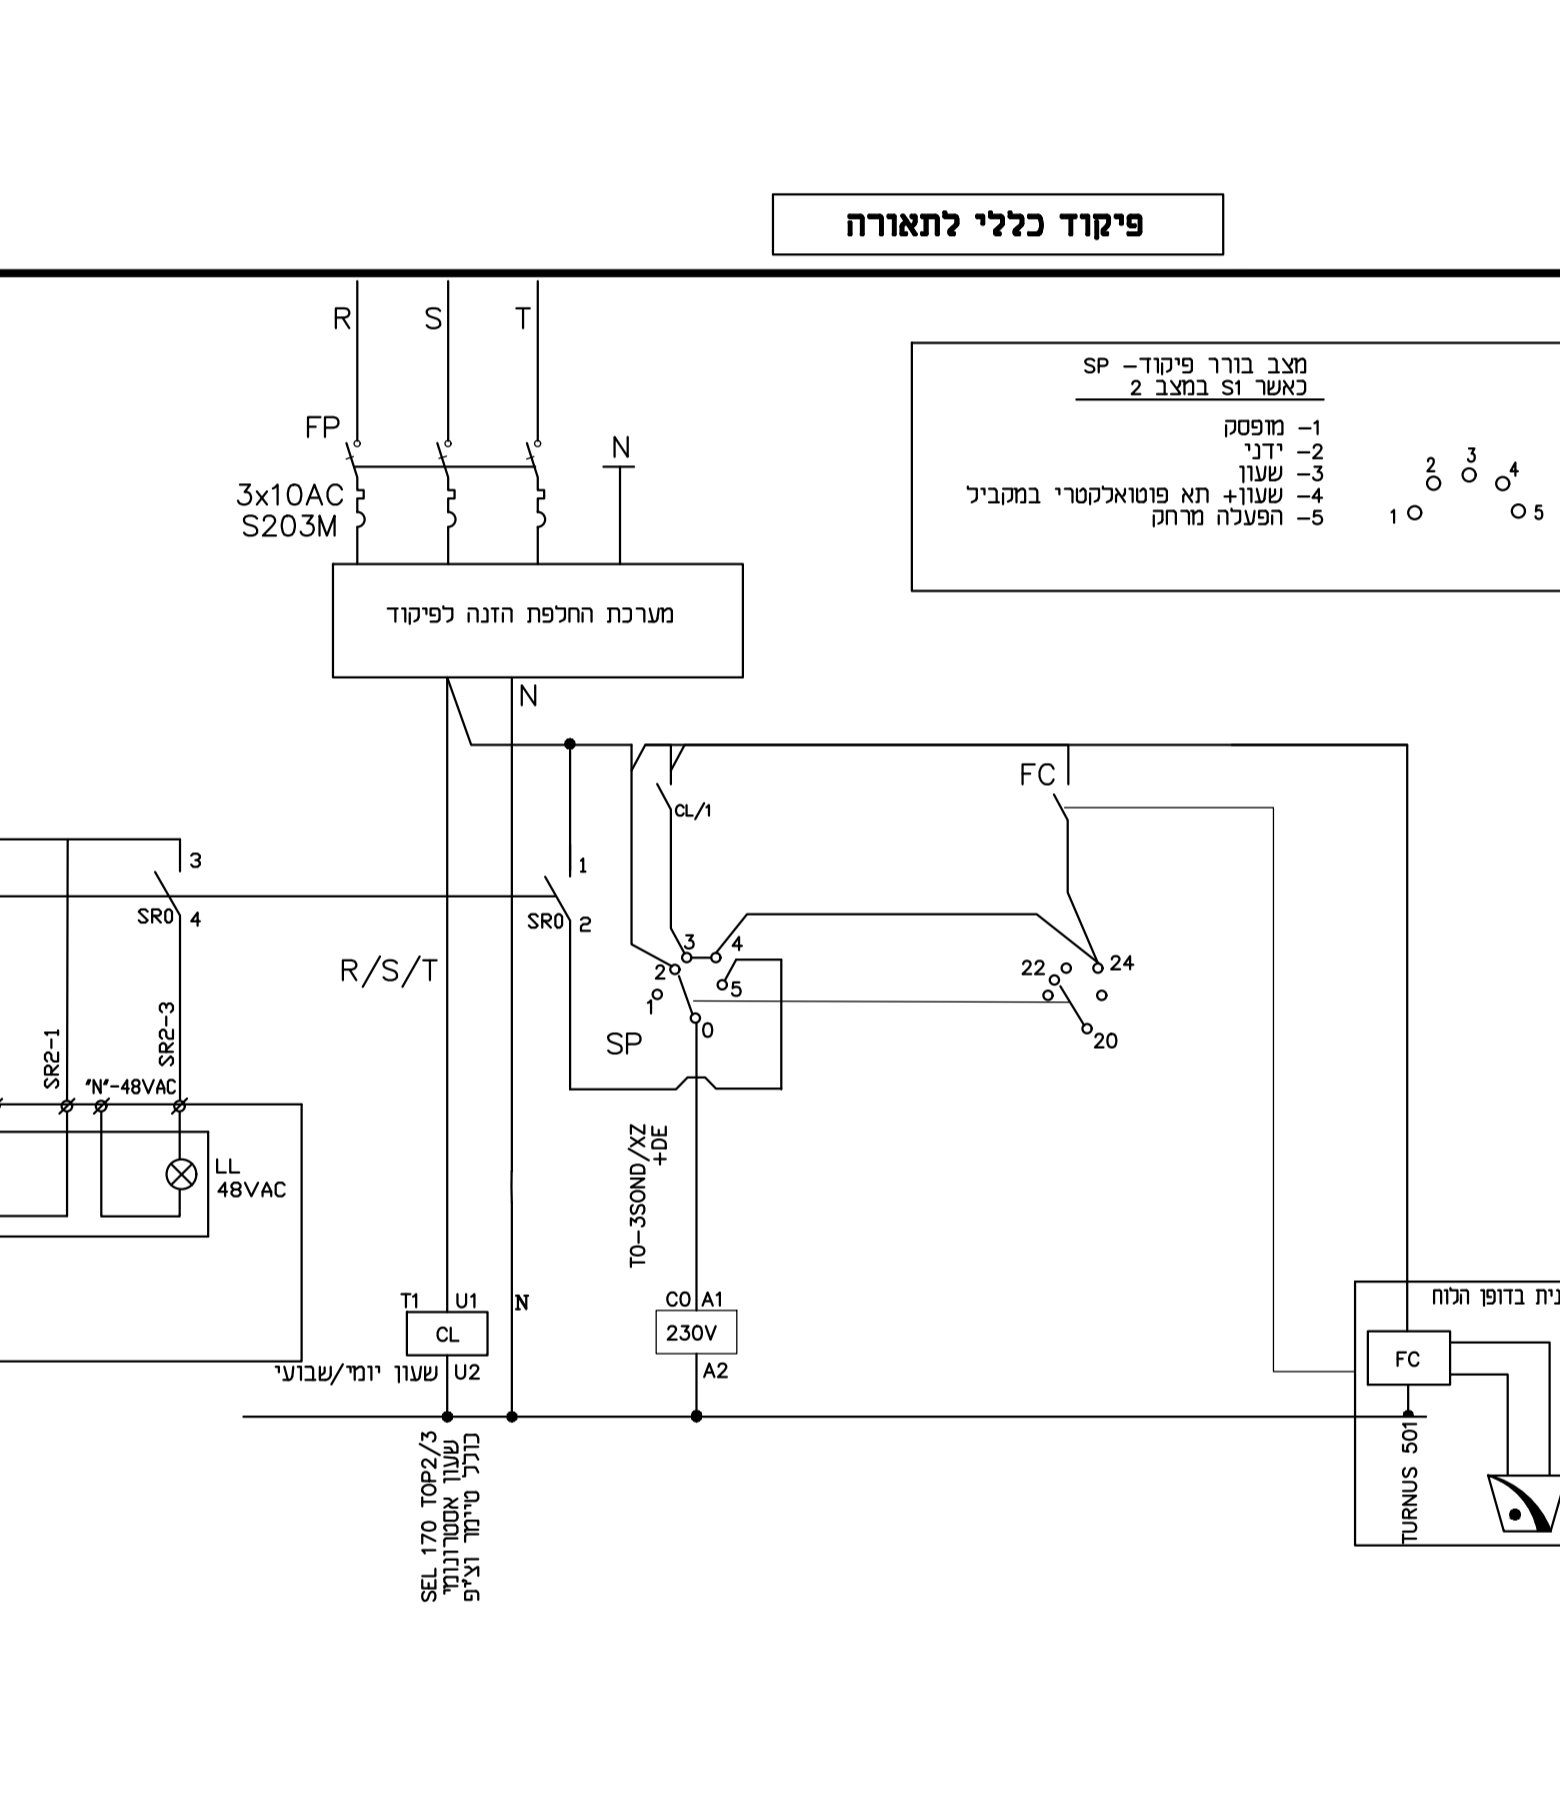 פיקוד כללי לתאורה
R
S
T
FP
N
3x10AC
S203M
מערכת החלפת הזנה לפיקוד
N
מצב בורר פיקוד- SP
כאשר S1 במצב 2
1- מופסק
2- ידני
3- שעון
4- שעון+ תא פוטואלקטרי במקביל
5- הפעלה מרחק
1
2
3
4
5
FC
CL/1
3
SR0
4
1
SR0
2
R/S/T
3
4
2
5
1
0
SP
22
24
20
SR2-1
SR2-3
"N"-48VAC
LL
48VAC
TO-3SOND/XZ
+DE
T1
U1
N
CL
שעון יומי/שבועי
U2
C0
A1
230V
A2
SEL 170 TOP2/3
שעון אסטרונומי
כולל טיימר וצ'יפ
בדופן הלוח
FC
TURNUS 501